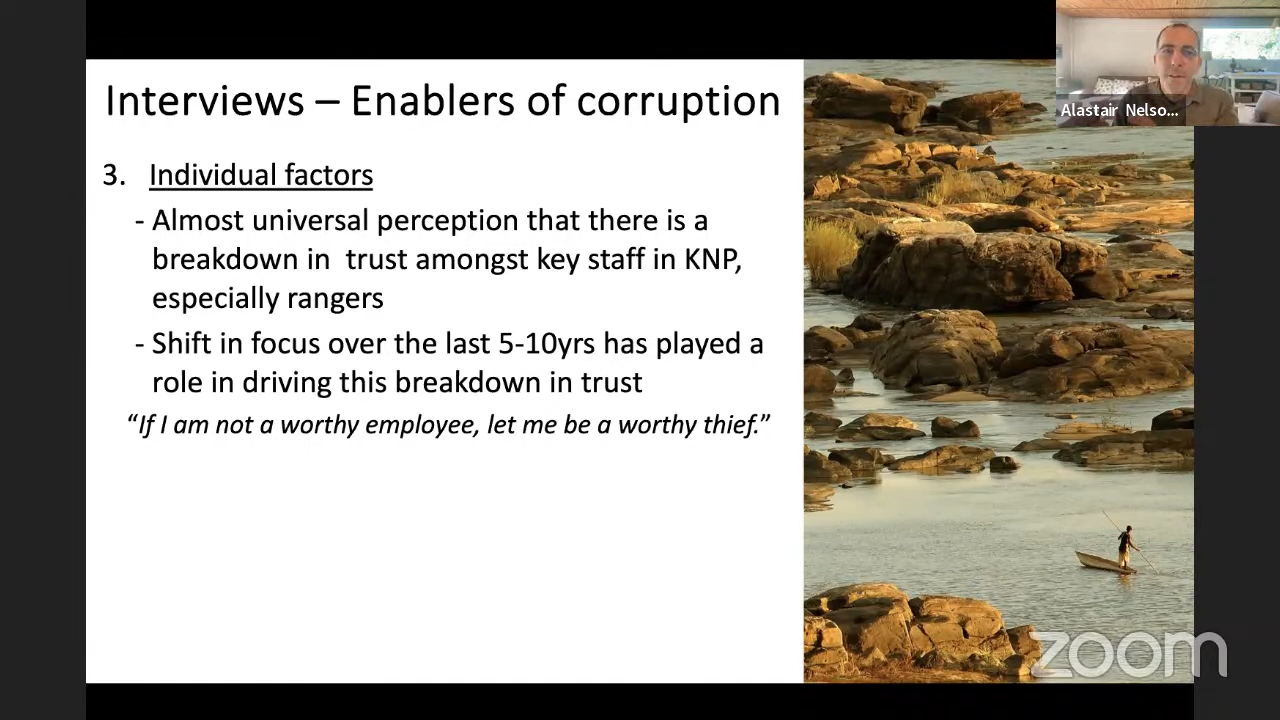 Interviews – Enablers of corruption
Alastair Nelso...
3. Individual factors
- Almost universal perception that there is a
breakdown in trust amongst key staff in KNP,
especially rangers
- Shift in focus over the last 5-10yrs has played a
role in driving this breakdown in trust
“If I am not a worthy employee, let me be a worthy thief.”
zoom